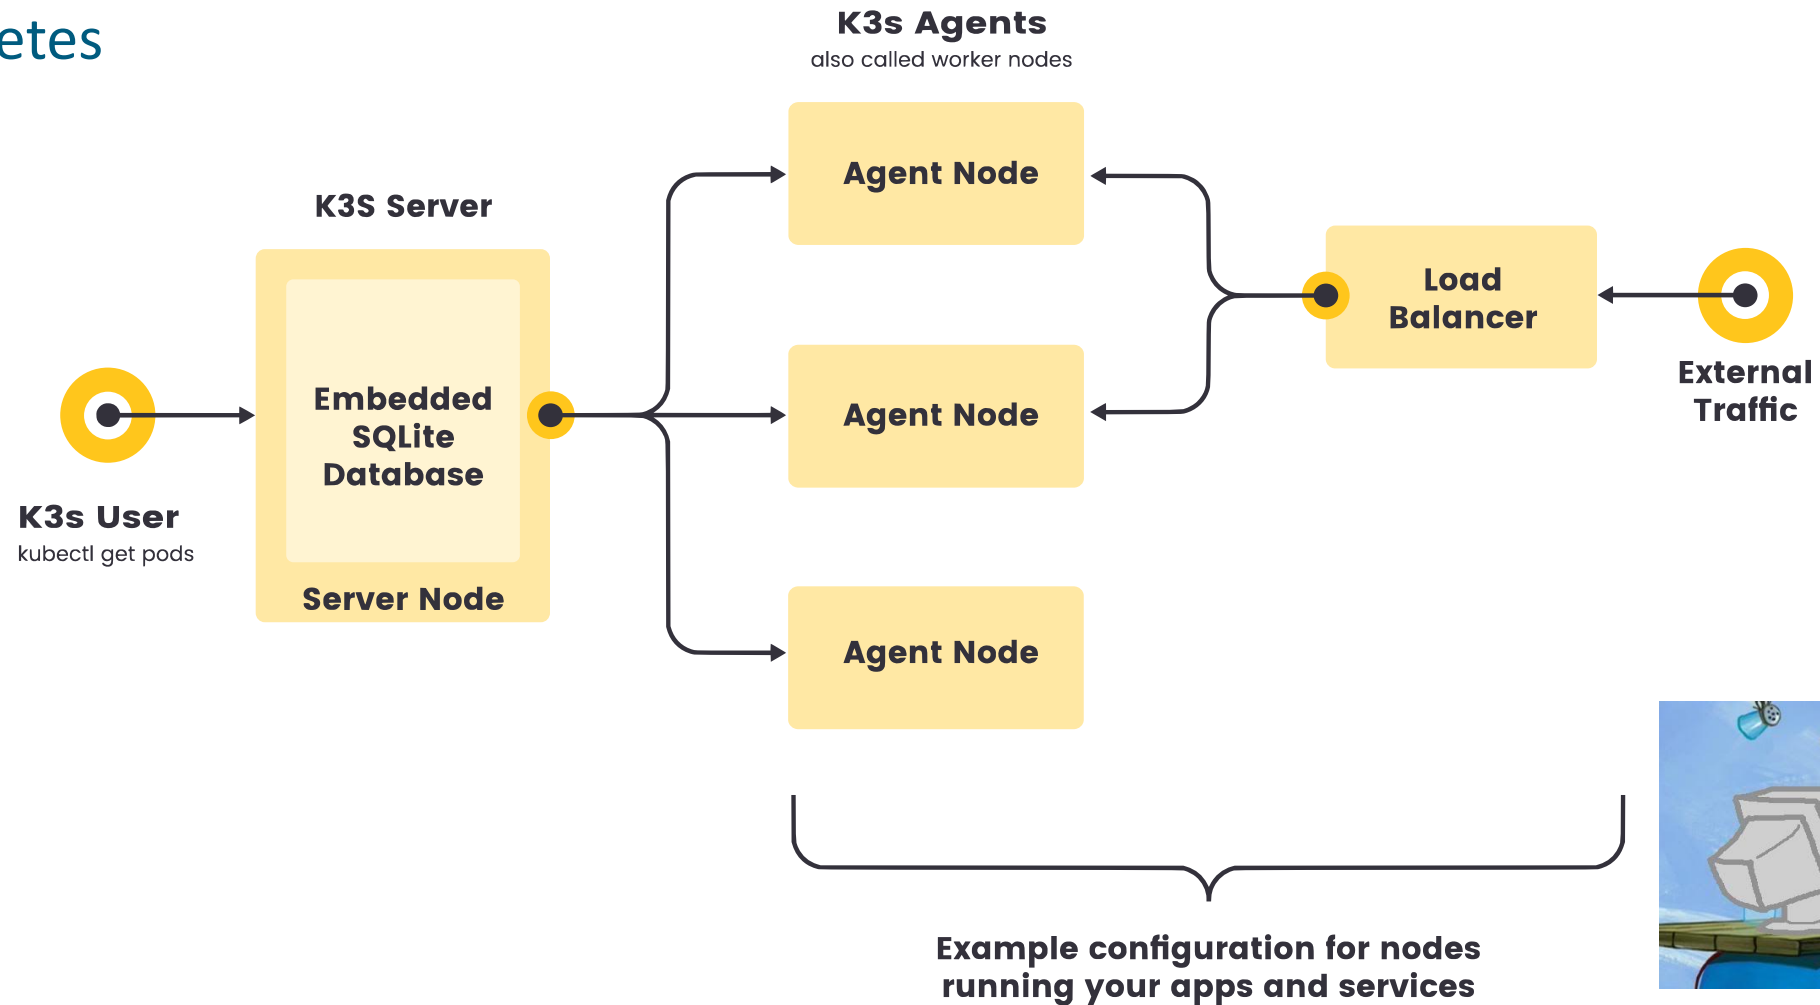 etes
K3s Agents
also called worker nodes
K3S Server
Embedded
SQLite
Database
Server Node
K3s User
kubectl get pods
Agent Node
Agent Node
Agent Node
Load
Balancer
External
Traffic
Example configuration for nodes
running your apps and services